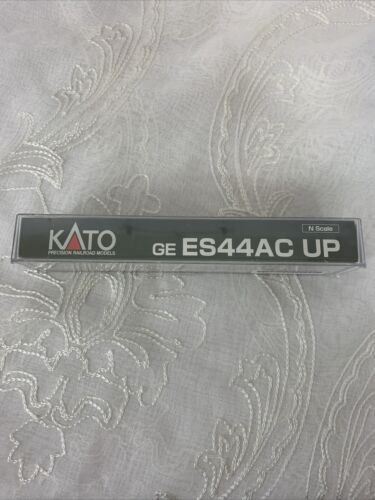 KATO
PRECISION RAILROAD MODELS
GE ES44AC UP
N Scale